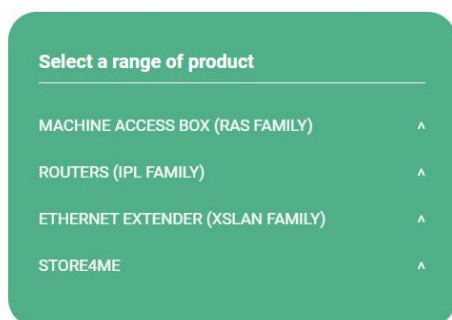 Select a range of product
MACHINE ACCESS BOX (RAS FAMILY) ^
ROUTERS (IPL FAMILY) ^
ETHERNET EXTENDER (XSLAN FAMILY) ^
STORE4ME ^